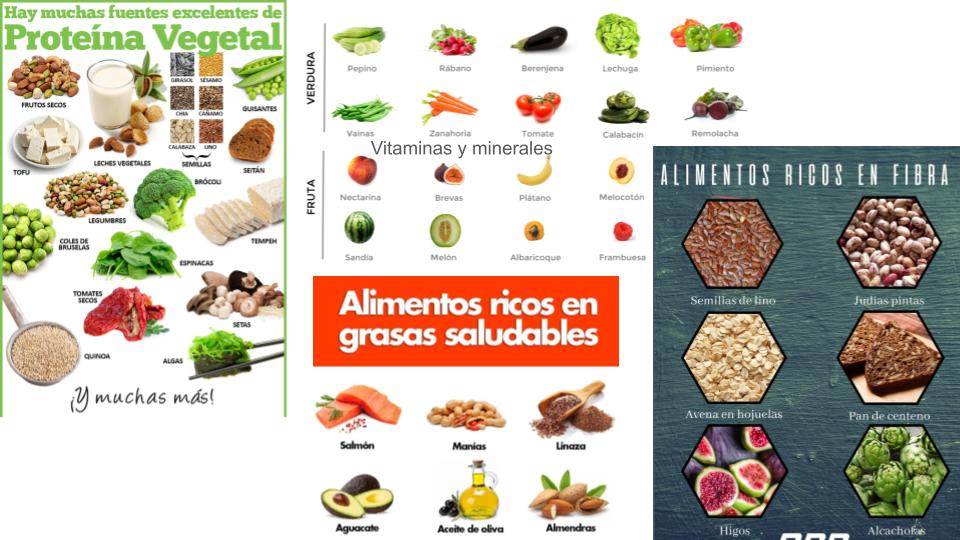 Hay muchas fuentes excelentes de
Proteína Vegetal
GIRASOL
SÉSAMO
FRUTOS SECOS
CHIA
CÁÑAMO
GUISANTES
CALABAZA
LINO
LECHES VEGETALES
SEMILLAS
SEITÁN
TOFU
BRÓCOLI
LEGUMBRES
TEMPEH
COLES DE
BRUSELAS
ESPINACAS
TOMATES
SECOS
SETAS
QUINOA
ALGAS
¡Y muchas más!
VERDURA
Pepino
Rábano
Berenjena
Lechuga
Pimiento
Vainas
Zanahoria
Tomate
Calabacín
Remolacha
Vitaminas y minerales
FRUTA
Nectarina
Brevas
Plátano
Melocotón
Sandía
Melón
Albaricoque
Frambuesa
Alimentos ricos en
grasas saludables
Salmón
Manías
Linaza
Aguacate
Aceite de oliva
Almendras
ALIMENTOS RICOS EN FIBRA
Semillas de lino
Judias pintas
Avena en hojuelas
Pan de centeno
Higos
Alcachofas